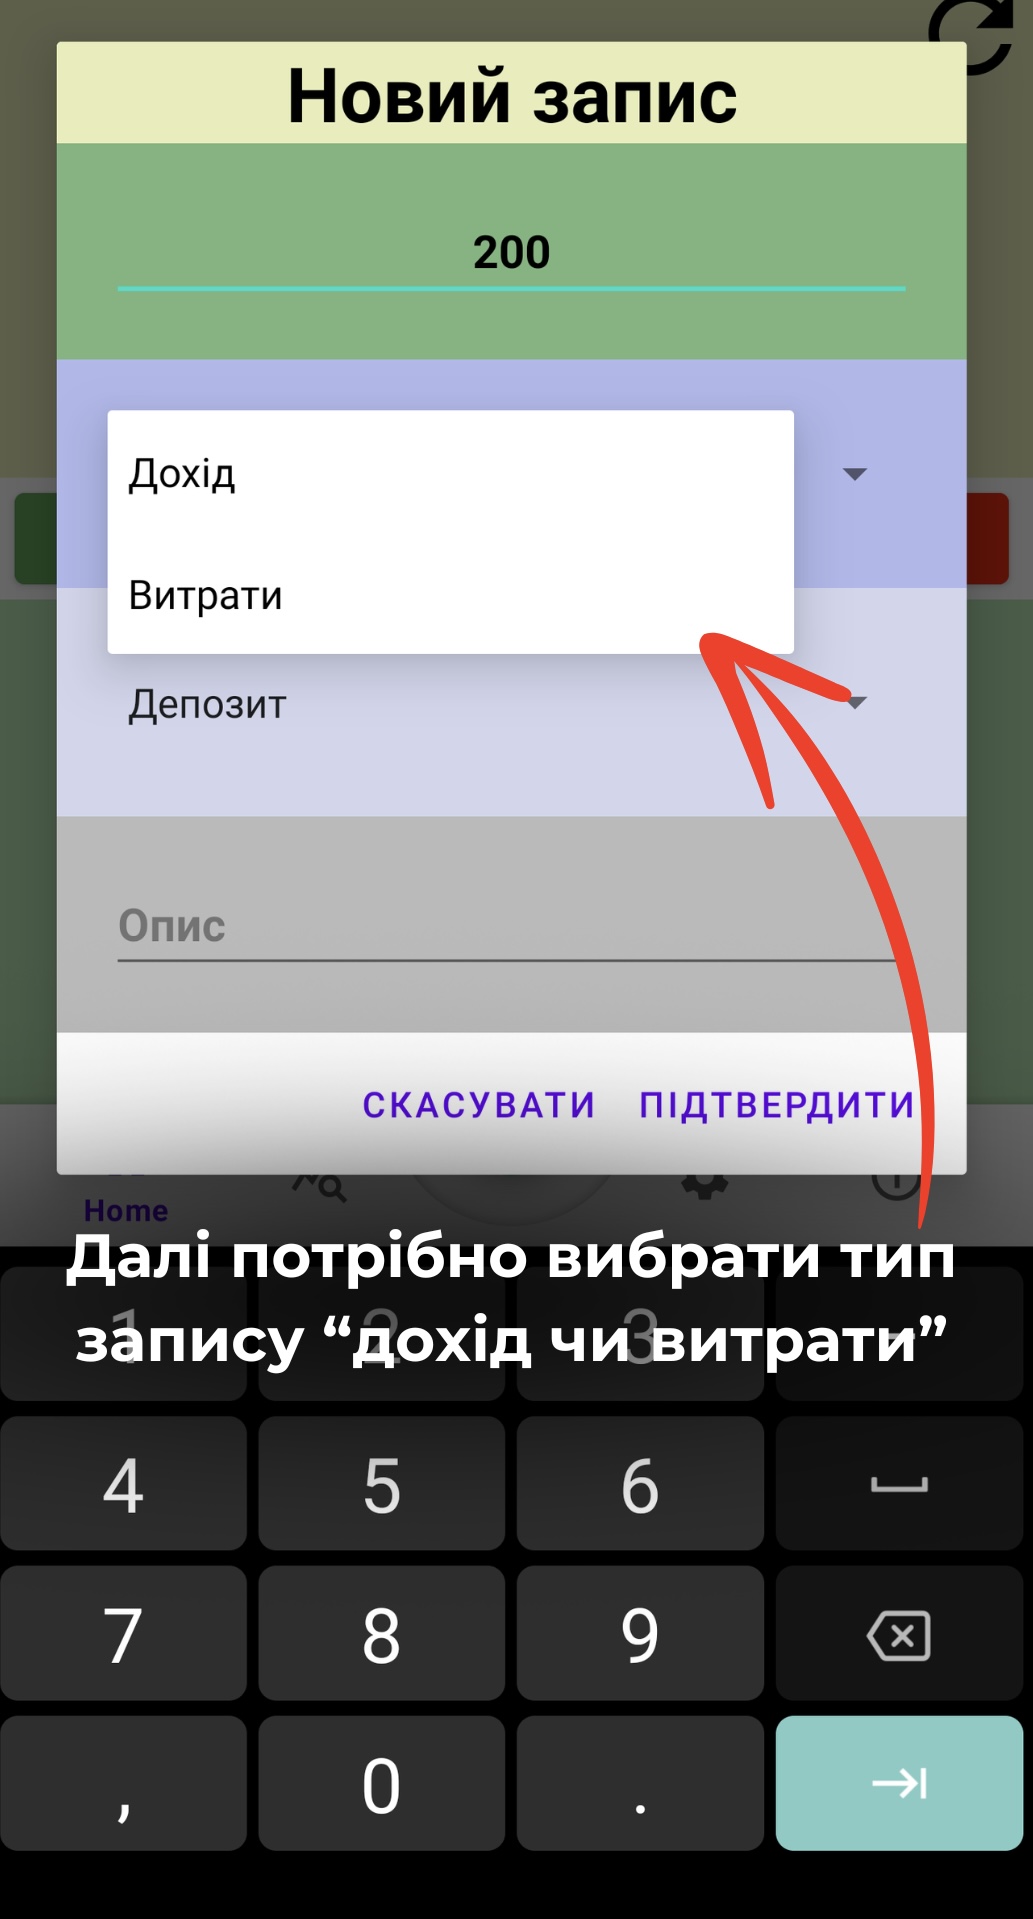 Новий запис
200
Дохід
Витрати
Депозит
Опис
СКАСУВАТИ ПІДТВЕРДИТИ
Home
Далі потрібно вибрати тип
запису “дохід чи витрати”
1 2 3 -
4 5 6
7 8 9
, 0 .